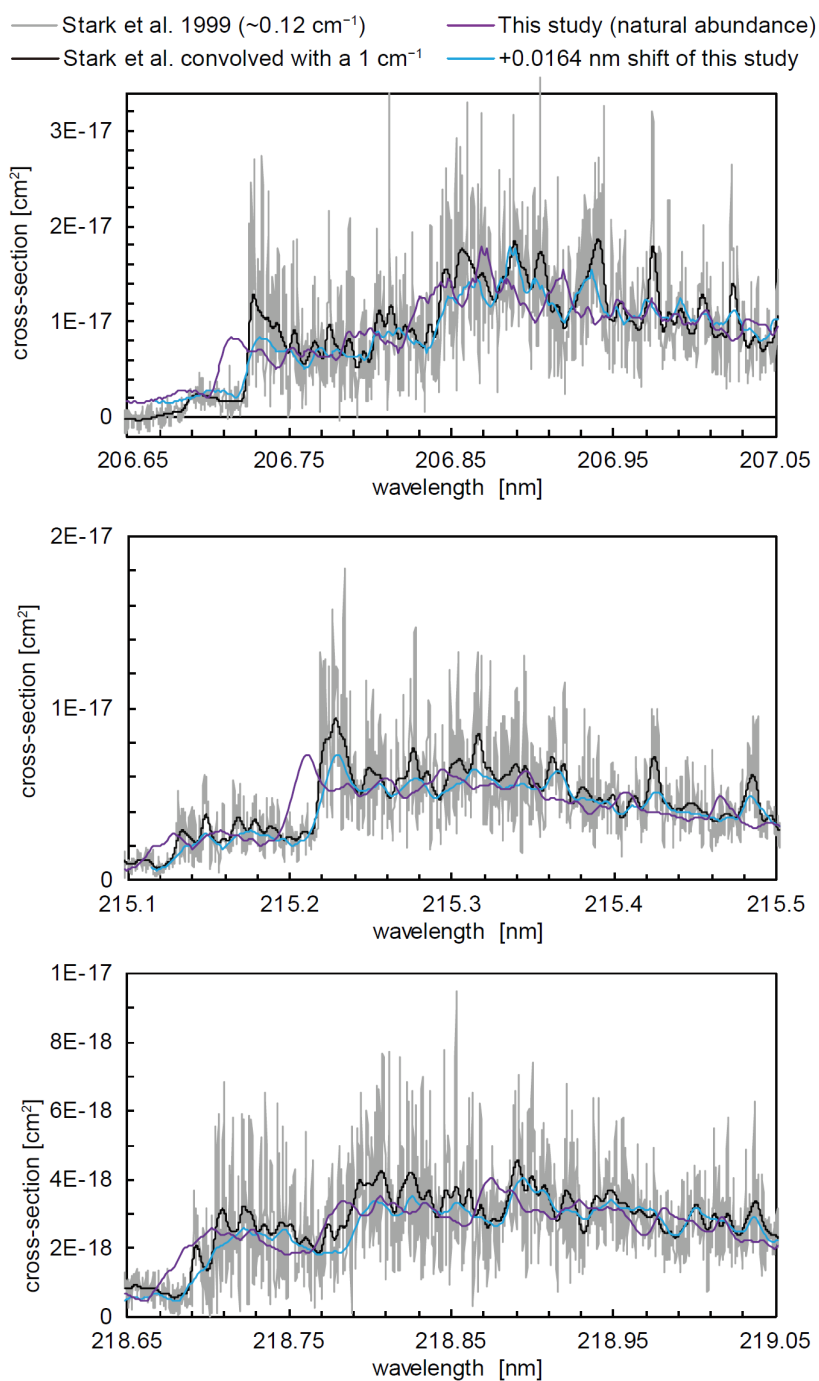 Stark et al. 1999 (~0.12 cm⁻¹)
This study (natural abundance)
Stark et al. convolved with a 1 cm⁻¹
+0.0164 nm shift of this study
3E-17
2E-17
1E-17
0
cross-section [cm²]
206.65 206.75 206.85 206.95 207.05
wavelength [nm]
2E-17
1E-17
0
cross-section [cm²]
215.1 215.2 215.3 215.4 215.5
wavelength [nm]
1E-17
8E-18
6E-18
4E-18
2E-18
0
cross-section [cm²]
218.65 218.75 218.85 218.95 219.05
wavelength [nm]